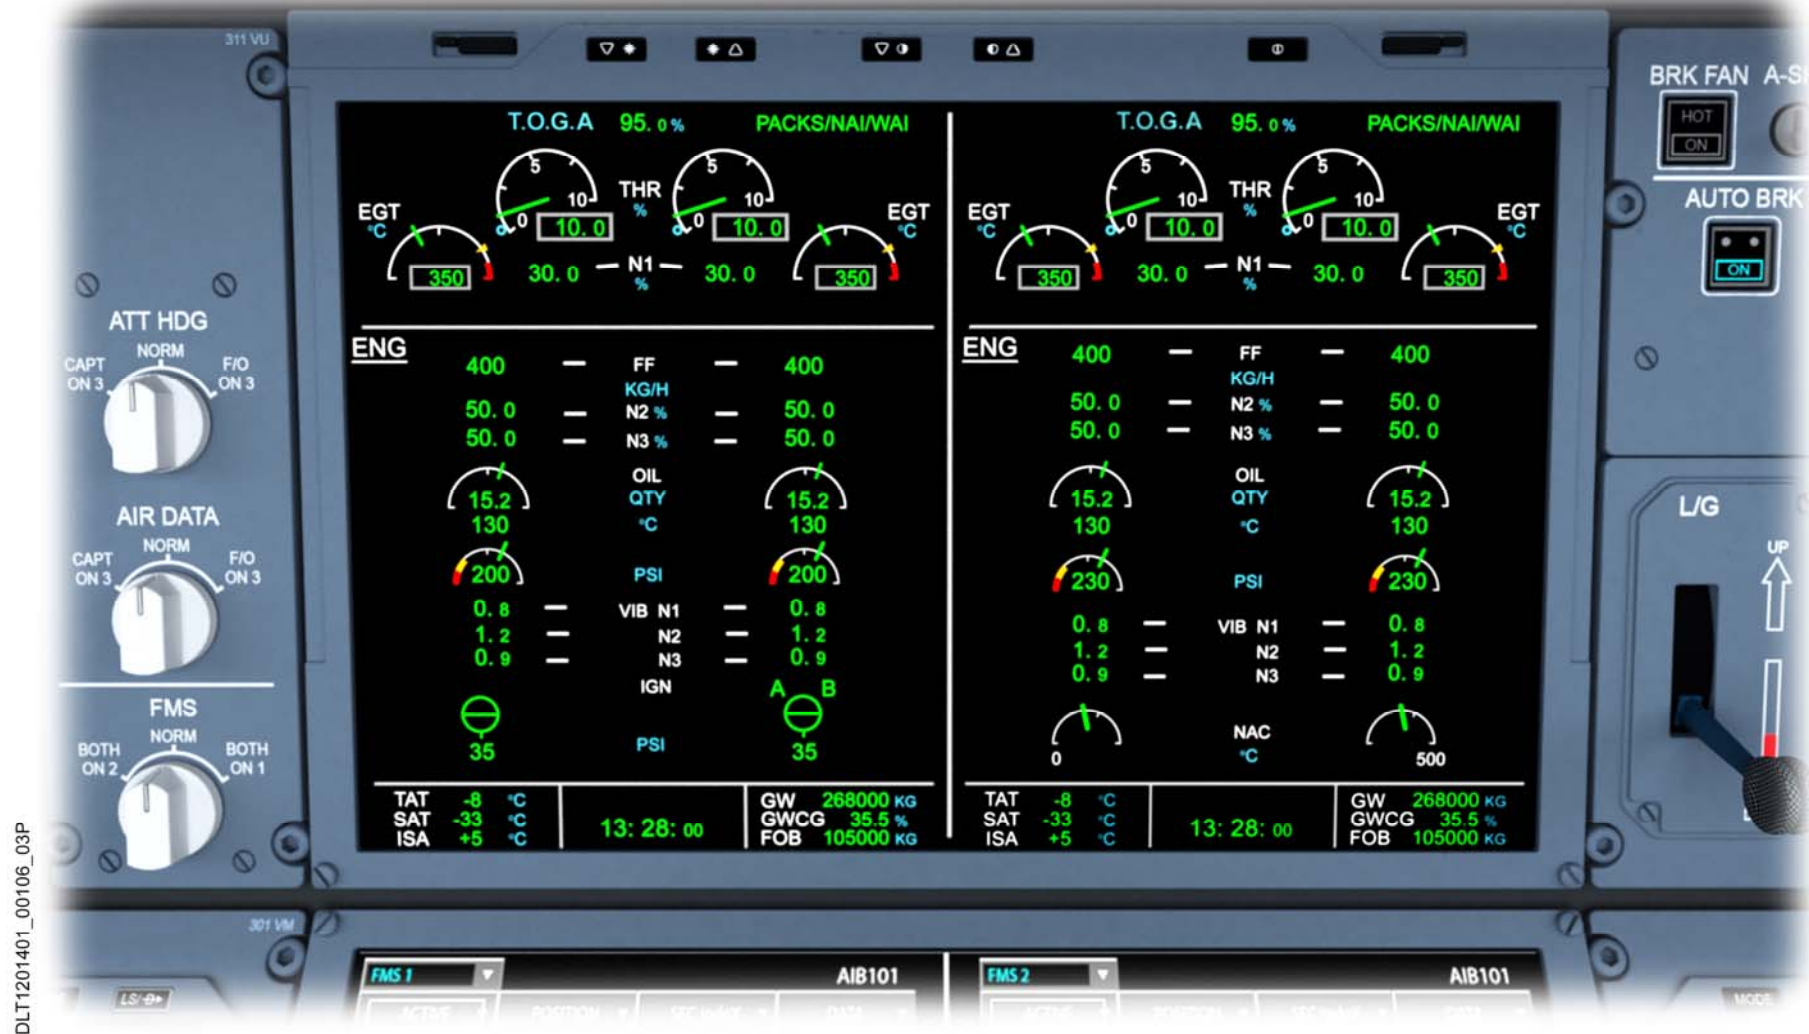 311 VU
T.O.G.A 95.0% PACKS/NAI/WAI
5 10 0
THR
%
5 10 0
10.0
10.0
EGT
°C
EGT
°C
350
350
30.0 N1 30.0
%
ENG
400 FF 400
KG/H
50.0 N2 % 50.0
50.0 N3 % 50.0
OIL
15.2 QTY 15.2
130 °C 130
200 PSI 200
0.8 VIB N1 0.8
1.2 N2 1.2
0.9 N3 0.9
IGN
A B
35 PSI 35
TAT -8 °C
SAT -33 °C
ISA +5 °C
13:28:00
GW 268000 KG
GWCG 35.5 %
FOB 105000 KG
T.O.G.A 95.0% PACKS/NAI/WAI
5 10 0
THR
%
5 10 0
10.0
10.0
EGT
°C
EGT
°C
350
350
30.0 N1 30.0
%
ENG
400 FF 400
KG/H
50.0 N2 % 50.0
50.0 N3 % 50.0
OIL
15.2 QTY 15.2
130 °C 130
230 PSI 230
0.8 VIB N1 0.8
1.2 N2 1.2
0.9 N3 0.9
NAC
°C
0 500
TAT -8 °C
SAT -33 °C
ISA +5 °C
13:28:00
GW 268000 KG
GWCG 35.5 %
FOB 105000 KG
ATT HDG
NORM
CAPT
ON 3
F/O
ON 3
AIR DATA
NORM
CAPT
ON 3
F/O
ON 3
FMS
NORM
BOTH
ON 2
BOTH
ON 1
BRK FAN
HOT
ON
AUTO BRK
ON
L/G
UP
301 VM
LS/
FMS 1 AIB101
ACTIVE POSITION DATA
FMS 2 AIB101
ACTIVE POSITION DATA
MODE
DLT1201401_00106_03P